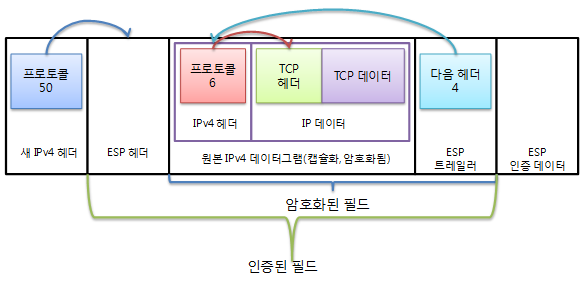 프로토콜
50
새 IPv4 헤더
ESP 헤더
프로토콜
6
IPv4 헤더
TCP
헤더
TCP 데이터
IP 데이터
원본 IPv4 데이터그램(캡슐화, 암호화됨)
다음 헤더
4
ESP
트레일러
ESP
인증 데이터
암호화된 필드
인증된 필드